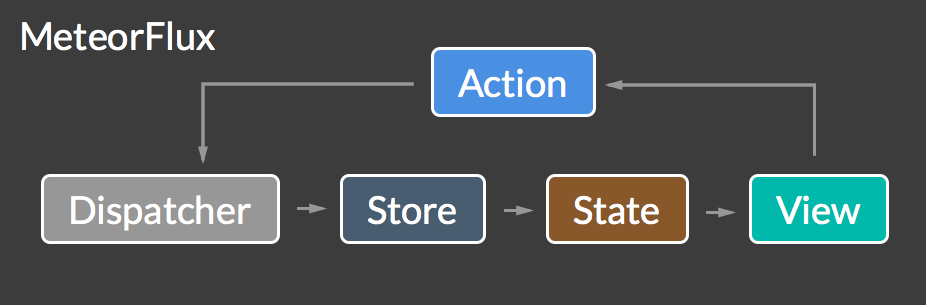 MeteorFlux
Action
Dispatcher
Store
State
View